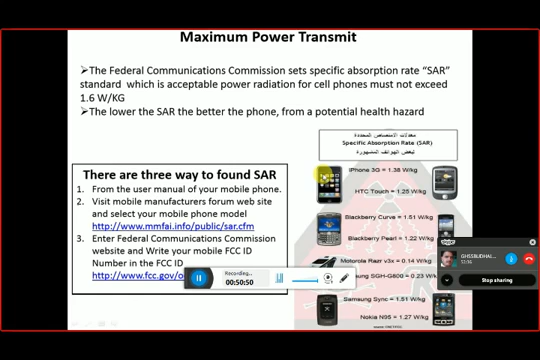 Maximum Power Transmit
➢The Federal Communications Commission sets specific absorption rate “SAR”
standard which is acceptable power radiation for cell phones must not exceed
1.6 W/KG
➢The lower the SAR the better the phone, from a potential health hazard
معدلات الامتصاص المحددة
Specific Absorption Rate (SAR)
لبعض الهواتف المشهورة
There are three way to found SAR
1. From the user manual of your mobile phone.
2. Visit mobile manufacturers forum web site
and select your mobile phone model
http://www.mmfai.info/public/sar.cfm
3. Enter Federal Communications Commission
website and Write your mobile FCC ID
Number in the FCC ID
http://www.fcc.gov/o
iPhone 3G = 1.38 W/kg
HTC Touch = 1.25 W/kg
Blackberry Curve = 1.51 W/kg
Blackberry Pearl = 1.22 W/kg
Motorola Razr v3x = 0.14 W/kg
SGH-G800 = 0.23 W/k
Samsung Sync = 1.51 W/kg
Nokia N95 = 1.27 W/kg
Recording...
00:50:50
skype
Stop sharing